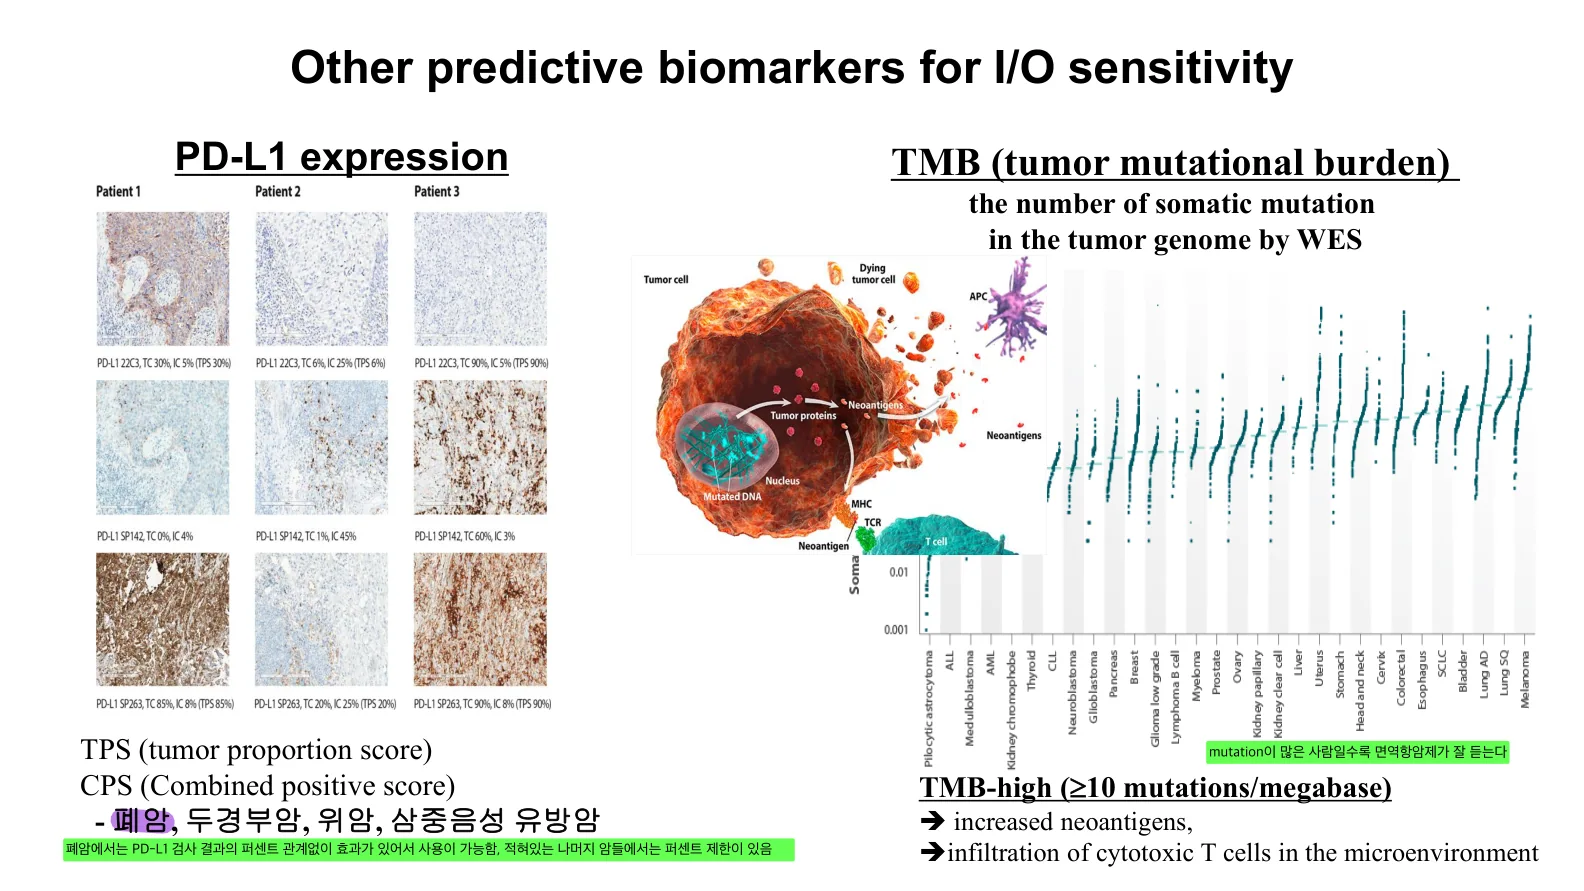 Other predictive biomarkers for I/O sensitivity
PD-L1 expression
Patient 1
Patient 2
Patient 3
PD-L1 22C3, TC 30%, IC 5% (TPS 30%)
PD-L1 22C3, TC 6%, IC 25% (TPS 6%)
PD-L1 22C3, TC 90%, IC 5% (TPS 90%)
PD-L1 SP142, TC 0%, IC 4%
PD-L1 SP142, TC 1%, IC 45%
PD-L1 SP142, TC 60%, IC 3%
PD-L1 SP263, TC 85%, IC 8% (TPS 85%)
PD-L1 SP263, TC 20%, IC 25% (TPS 20%)
PD-L1 SP263, TC 90%, IC 8% (TPS 90%)
TPS (tumor proportion score)
CPS (Combined positive score)
- 폐암, 두경부암, 위암, 삼중음성 유방암
폐암에서는 PD-L1 검사 결과의 퍼센트 관계없이 효과가 있어서 사용이 가능함, 적혀있는 나머지 암들에서는 퍼센트 제한이 있음
TMB (tumor mutational burden)
the number of somatic mutation
in the tumor genome by WES
Tumor cell
Dying
tumor cell
APC
Tumor proteins
Neoantigens
Neoantigens
Nucleus
Mutated DNA
MHC
TCR
Neoantigen
T cell
Soma
0.01
0.001
Pilocytic astrocytoma
ALL
Medulloblastoma
AML
Kidney chromophobe
Thyroid
CLL
Neuroblastoma
Glioblastoma
Pancreas
Breast
Glioma low grade
Lymphoma B cell
Myeloma
Prostate
Ovary
Kidney papillary
Kidney clear cell
Liver
Uterus
Stomach
Head and neck
Cervix
Colorectal
Esophagus
SCLC
Bladder
Lung AD
Lung SQ
Melanoma
mutation이 많은 사람일수록 면역항암제가 잘 듣는다
TMB-high (≥10 mutations/megabase)
➔ increased neoantigens,
➔infiltration of cytotoxic T cells in the microenvironment